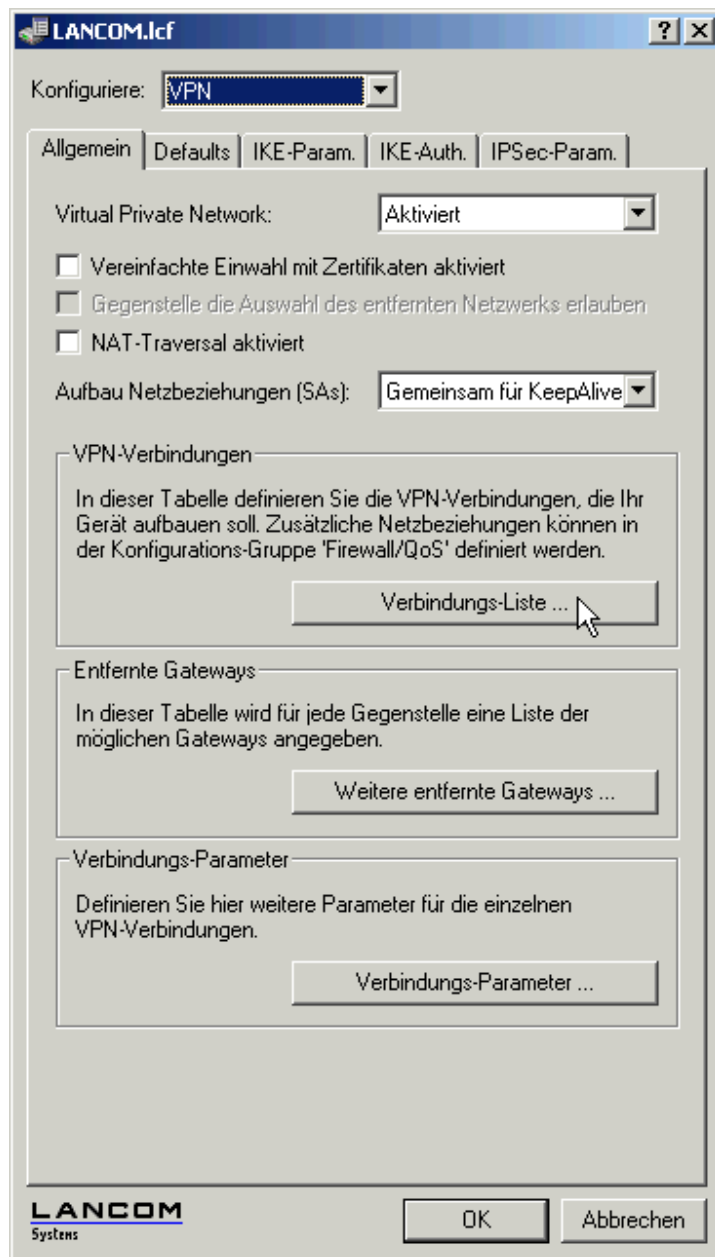 LANCOM.lcf
Konfiguriere: VPN
Allgemein Defaults IKE-Param. IKE-Auth. IPSec-Param.
Virtual Private Network: Aktiviert
Vereinfachte Einwahl mit Zertifikaten aktiviert
Gegenstelle die Auswahl des entfernten Netzwerks erlauben
NAT-Traversal aktiviert
Aufbau Netzbeziehungen (SAs): Gemeinsam für KeepAlive
VPN-Verbindungen
In dieser Tabelle definieren Sie die VPN-Verbindungen, die Ihr
Gerät aufbauen soll. Zusätzliche Netzbeziehungen können in
der Konfigurations-Gruppe 'Firewall/QoS' definiert werden.
Verbindungs-Liste ...
Entfernte Gateways
In dieser Tabelle wird für jede Gegenstelle eine Liste der
möglichen Gateways angegeben.
Weitere entfernte Gateways ...
Verbindungs-Parameter
Definieren Sie hier weitere Parameter für die einzelnen
VPN-Verbindungen.
Verbindungs-Parameter ...
LANCOM
Systems
OK Abbrechen